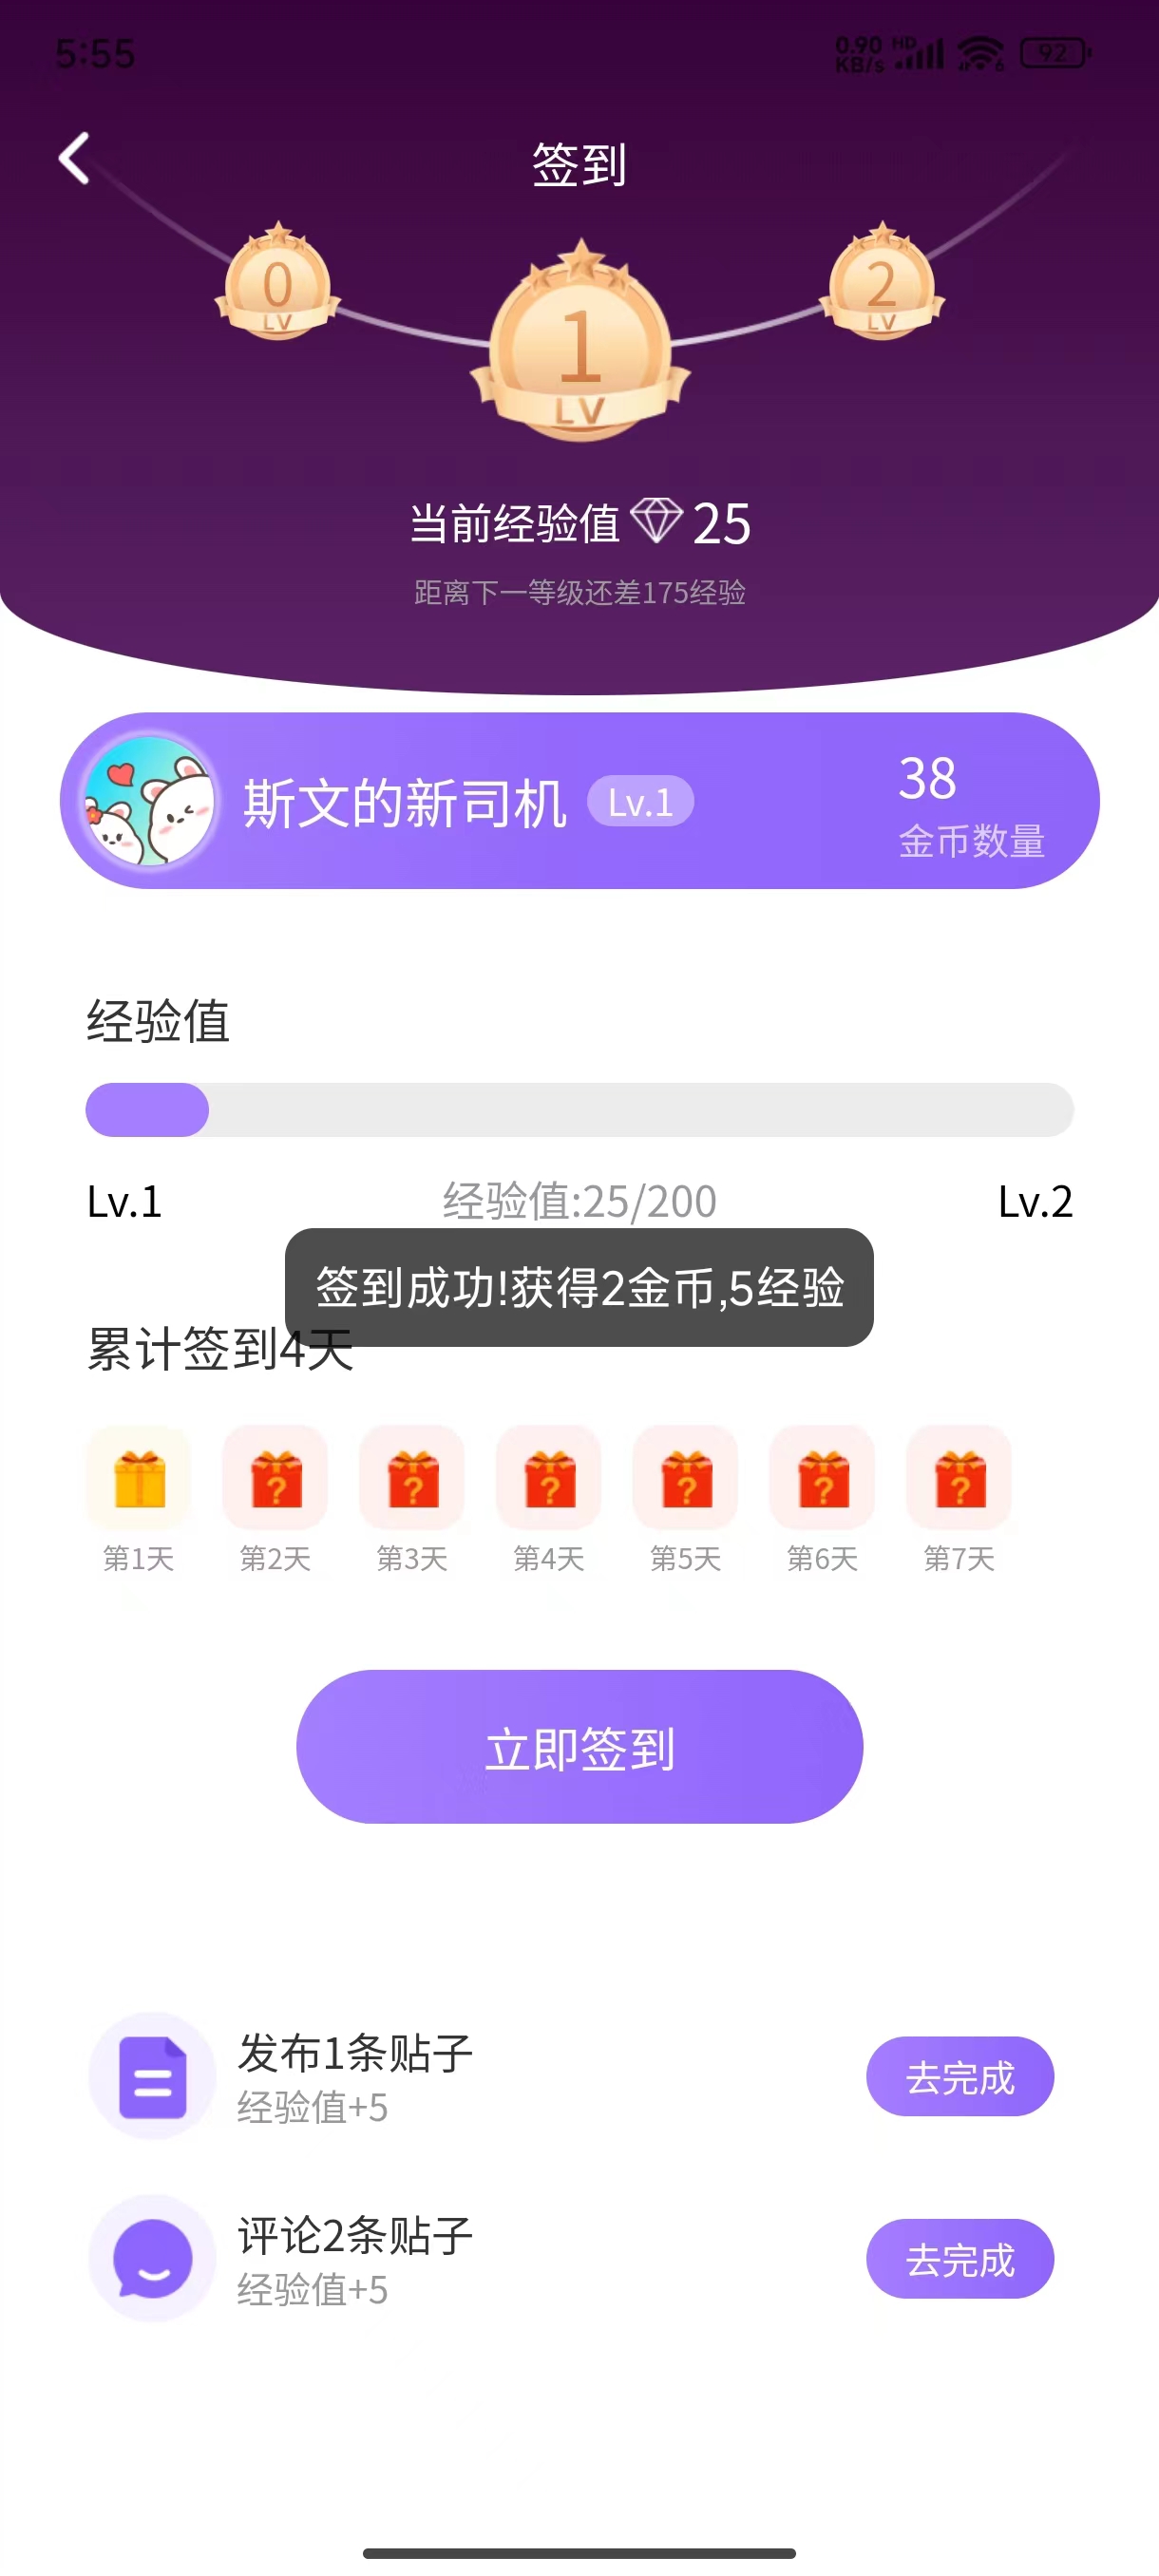 5:55
0.90 KB/s HD 6 92
签到
0 LV
1 LV
2 LV
当前经验值 25
距离下一等级还差175经验
斯文的新司机 Lv.1
38
金币数量
经验值
Lv.1 经验值:25/200 Lv.2
签到成功!获得2金币,5经验
累计签到4天
? ? ? ? ? ?
第1天 第2天 第3天 第4天 第5天 第6天 第7天
立即签到
发布1条贴子
经验值+5
去完成
评论2条贴子
经验值+5
去完成